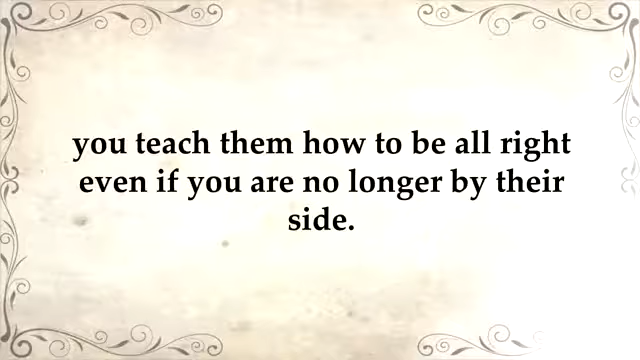 you teach them how to be all right
even if you are no longer by their
side.